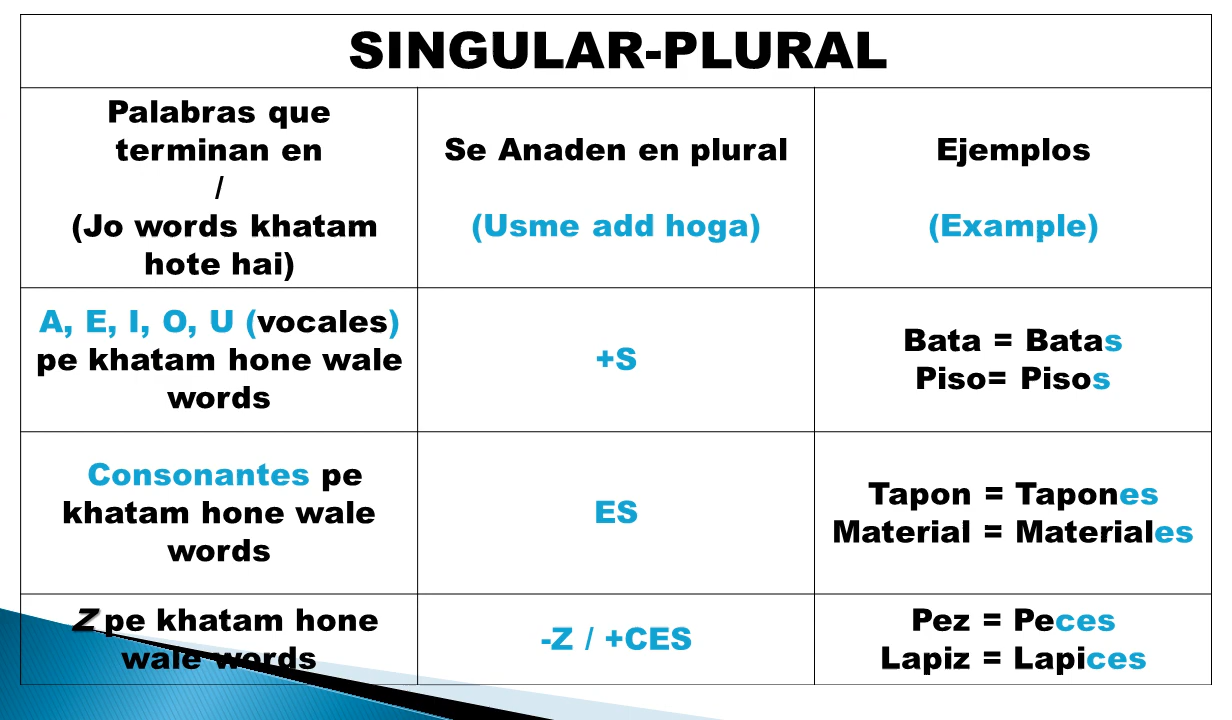 SINGULAR-PLURAL
Palabras que
terminan en
/
(Jo words khatam
hote hai)
Se Anaden en plural
(Usme add hoga)
Ejemplos
(Example)
A, E, I, O, U (vocales)
pe khatam hone wale
words
+S
Bata = Batas
Piso= Pisos
Consonantes pe
khatam hone wale
words
ES
Tapon = Tapones
Material = Materiales
Z pe khatam hone
wale words
-Z / +CES
Pez = Peces
Lapiz = Lapices